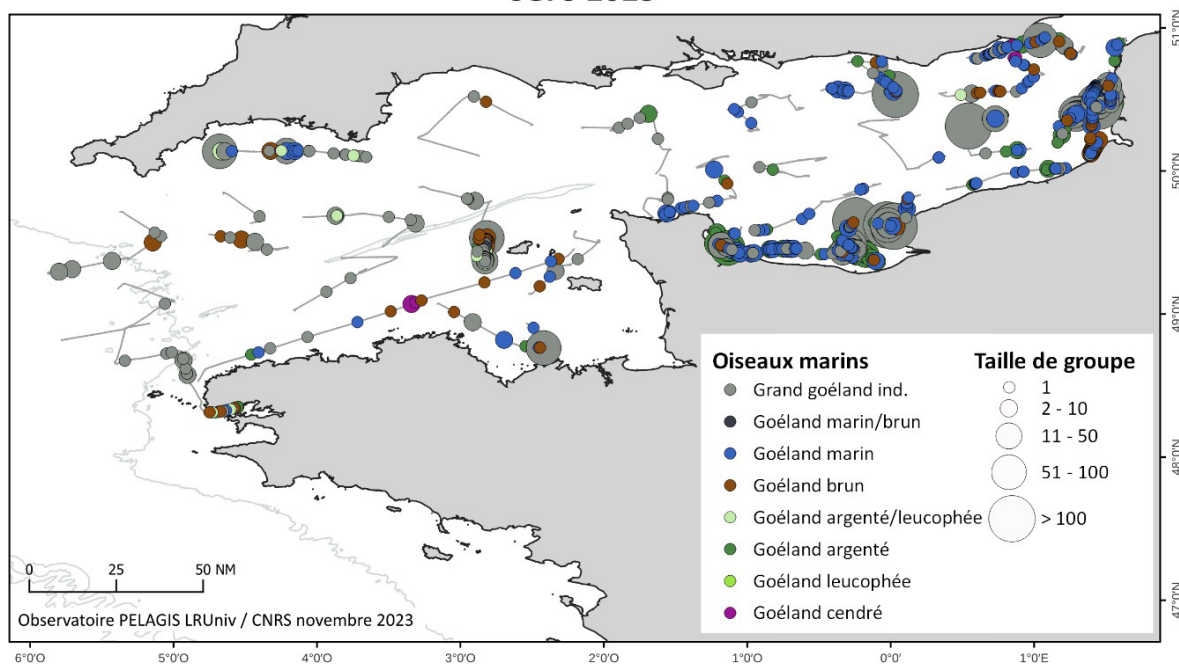 51°0'N
50°0'N
49°0'N
48°0'N
47°0'N
Oiseaux marins
Grand goéland ind.
Goéland marin/brun
Goéland marin
Goéland brun
Goéland argenté/leucophée
Goéland argenté
Goéland leucophée
Goéland cendré
Taille de groupe
1
2 - 10
11 - 50
51 - 100
> 100
0 25 50 NM
Observatoire PELAGIS LRUniv / CNRS novembre 2023
6°0'O 5°0'O 4°0'O 3°0'O 2°0'O 1°0'O 0°0' 1°0'E